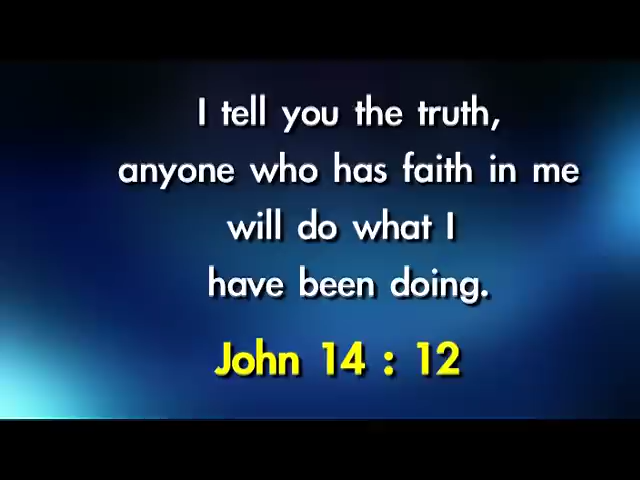 I tell you the truth,
anyone who has faith in me
will do what I
have been doing.
John 14 : 12